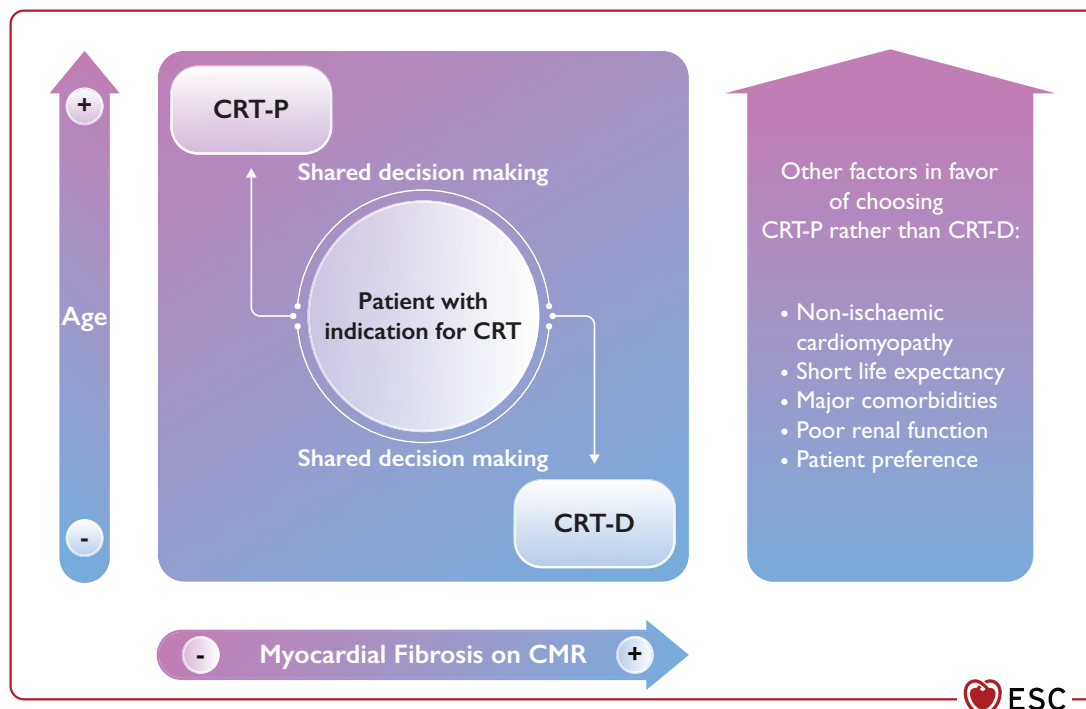 +
CRT-P
Shared decision making
Age
Patient with
indication for CRT
Shared decision making
CRT-D
-
- Myocardial Fibrosis on CMR +
Other factors in favor
of choosing
CRT-P rather than CRT-D:
• Non-ischaemic
cardiomyopathy
• Short life expectancy
• Major comorbidities
• Poor renal function
• Patient preference
ESC